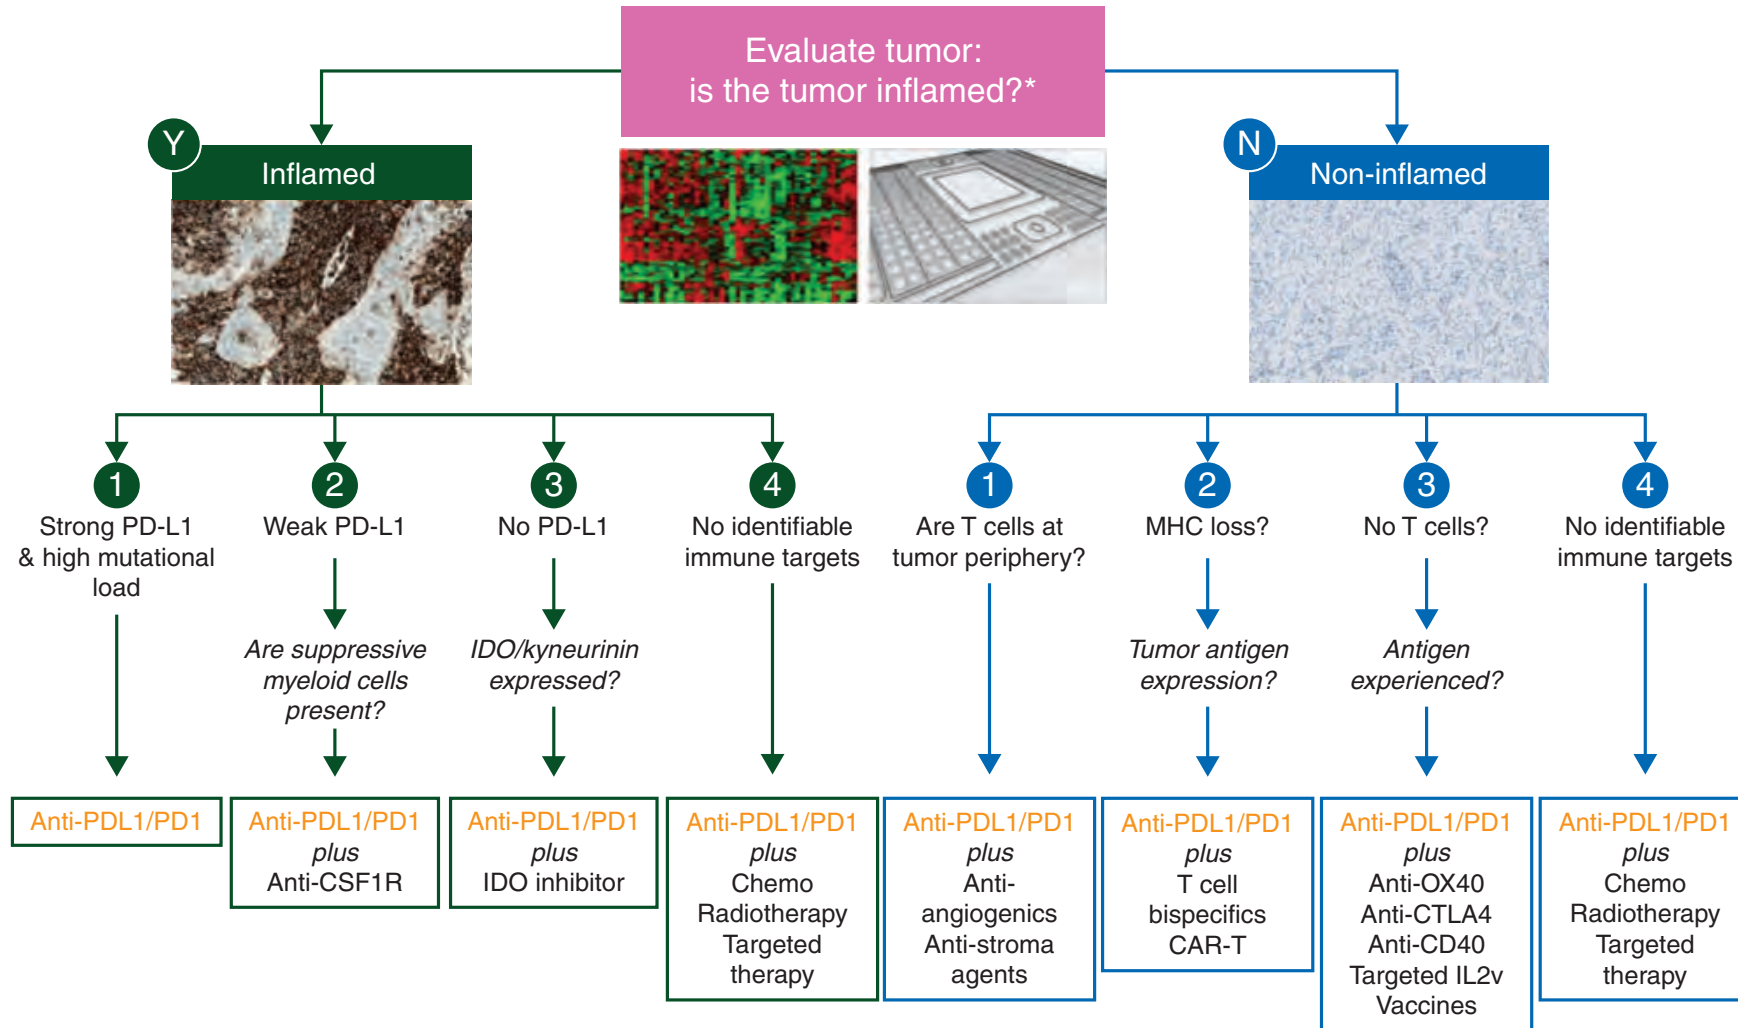 Evaluate tumor:
is the tumor inflamed?*
Y
Inflamed
N
Non-inflamed
1
Strong PD-L1
& high mutational
load
Anti-PDL1/PD1
2
Weak PD-L1
Are suppressive
myeloid cells
present?
Anti-PDL1/PD1
plus
Anti-CSF1R
3
No PD-L1
IDO/kyneurinin
expressed?
Anti-PDL1/PD1
plus
IDO inhibitor
4
No identifiable
immune targets
Anti-PDL1/PD1
plus
Chemo
Radiotherapy
Targeted
therapy
1
Are T cells at
tumor periphery?
Anti-PDL1/PD1
plus
Anti-
angiogenics
Anti-stroma
agents
2
MHC loss?
Tumor antigen
expression?
Anti-PDL1/PD1
plus
T cell
bispecifics
CAR-T
3
No T cells?
Antigen
experienced?
Anti-PDL1/PD1
plus
Anti-OX40
Anti-CTLA4
Anti-CD40
Targeted IL2v
Vaccines
4
No identifiable
immune targets
Anti-PDL1/PD1
plus
Chemo
Radiotherapy
Targeted
therapy